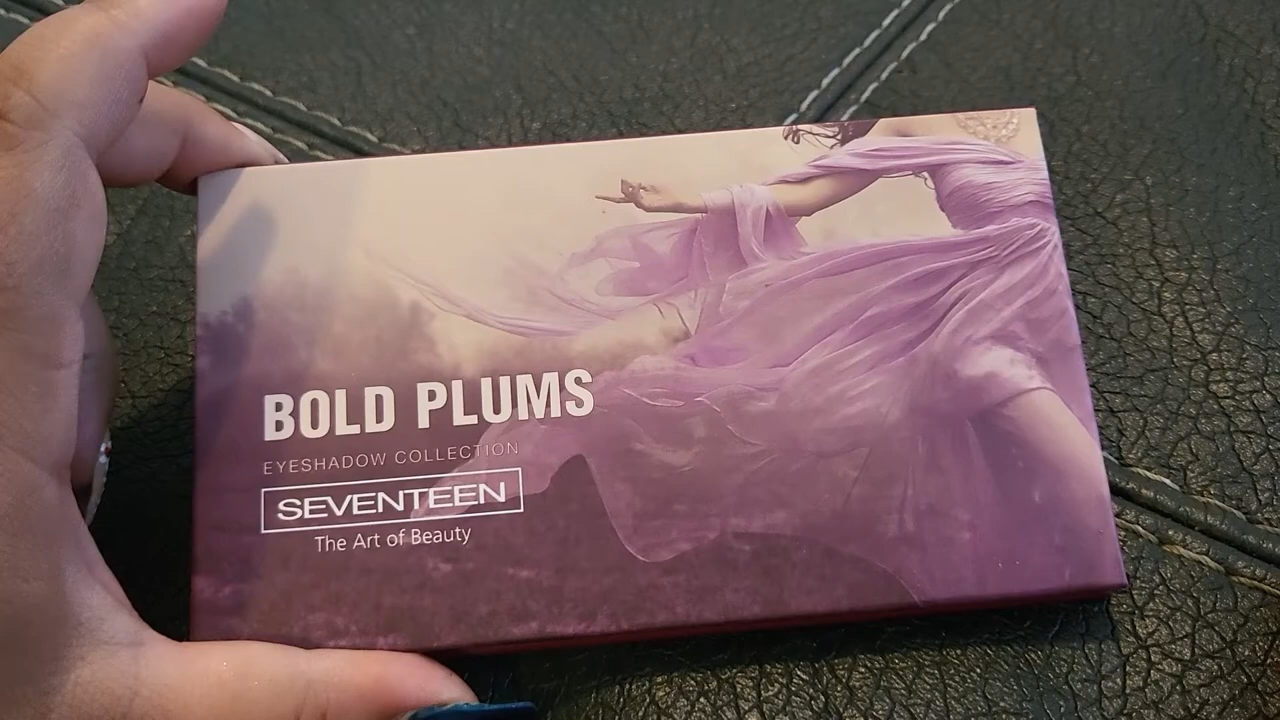 BOLD PLUMS
EYESHADOW COLLECTION
SEVENTEEN
The Art of Beauty